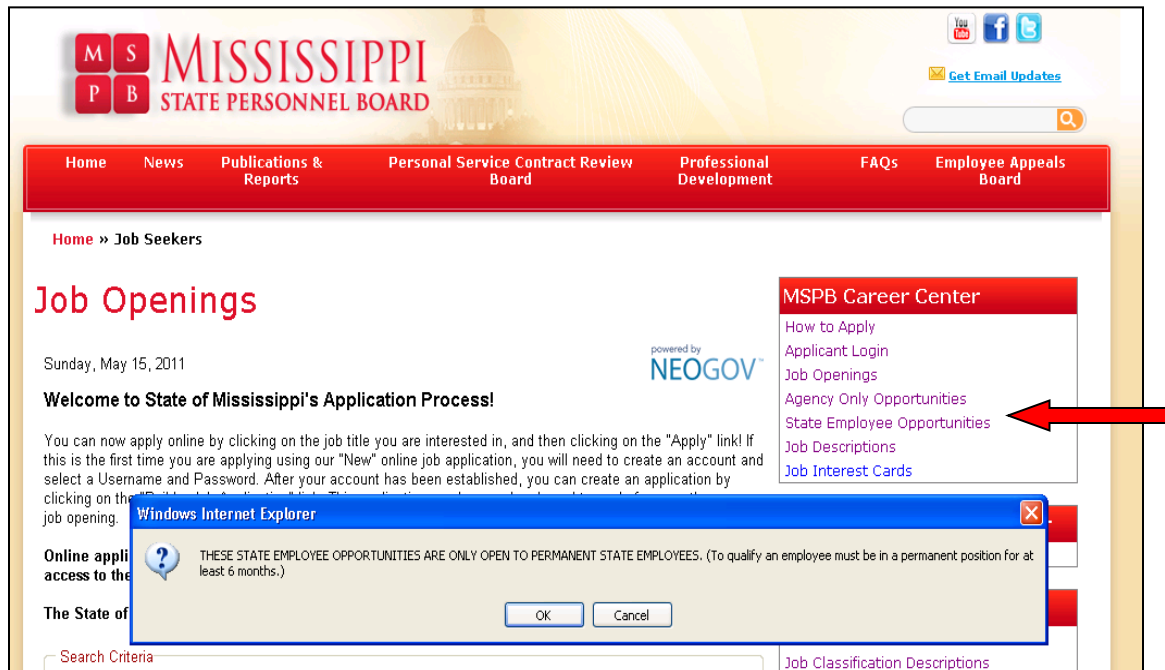 You
Tube
M S
P B
MISSISSIPPI
STATE PERSONNEL BOARD
Get Email Updates
Home News Publications & Reports Personal Service Contract Review Board Professional Development FAQs Employee Appeals Board
Home » Job Seekers
Job Openings
Sunday, May 15, 2011
powered by
NEOGOV
Welcome to State of Mississippi's Application Process!
You can now apply online by clicking on the job title you are interested in, and then clicking on the "Apply" link! If
this is the first time you are applying using our "New" online job application, you will need to create an account and
select a Username and Password. After your account has been established, you can create an application by
clicking on the
job opening.
Online appli
access to the
The State of
Search Criteria
MSPB Career Center
How to Apply
Applicant Login
Job Openings
Agency Only Opportunities
State Employee Opportunities
Job Descriptions
Job Interest Cards
Windows Internet Explorer
THESE STATE EMPLOYEE OPPORTUNITIES ARE ONLY OPEN TO PERMANENT STATE EMPLOYEES. (To qualify an employee must be in a permanent position for at
least 6 months.)
OK Cancel
Job Classification Descriptions